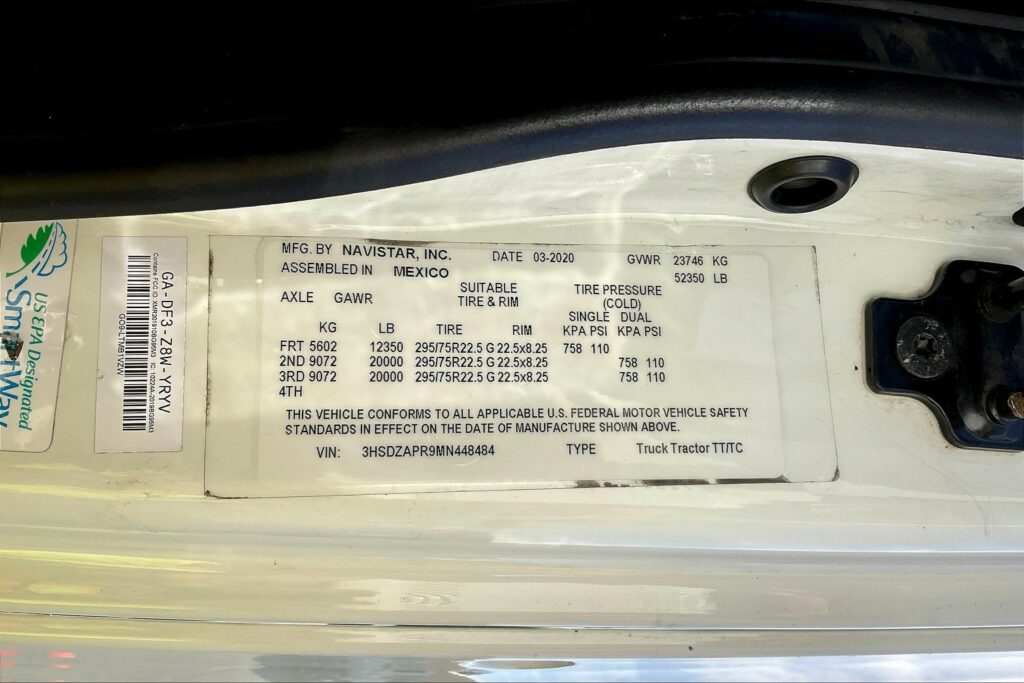 US EPA Designated
SmartWay
GA-DF3-Z8W-YRYV
GO9-LTMB1VZW
MFG. BY NAVISTAR, INC. DATE 03-2020 GVWR 23746 KG
ASSEMBLED IN MEXICO 52350 LB
AXLE GAWR SUITABLE TIRE & RIM TIRE PRESSURE (COLD)
SINGLE DUAL
KG LB TIRE RIM KPA PSI KPA PSI
FRT 5602 12350 295/75R22.5 G 22.5x8.25 758 110
2ND 9072 20000 295/75R22.5 G 22.5x8.25 758 110
3RD 9072 20000 295/75R22.5 G 22.5x8.25 758 110
4TH
THIS VEHICLE CONFORMS TO ALL APPLICABLE U.S. FEDERAL MOTOR VEHICLE SAFETY
STANDARDS IN EFFECT ON THE DATE OF MANUFACTURE SHOWN ABOVE.
VIN: 3HSDZAPR9MN448484 TYPE Truck Tractor TT/TC